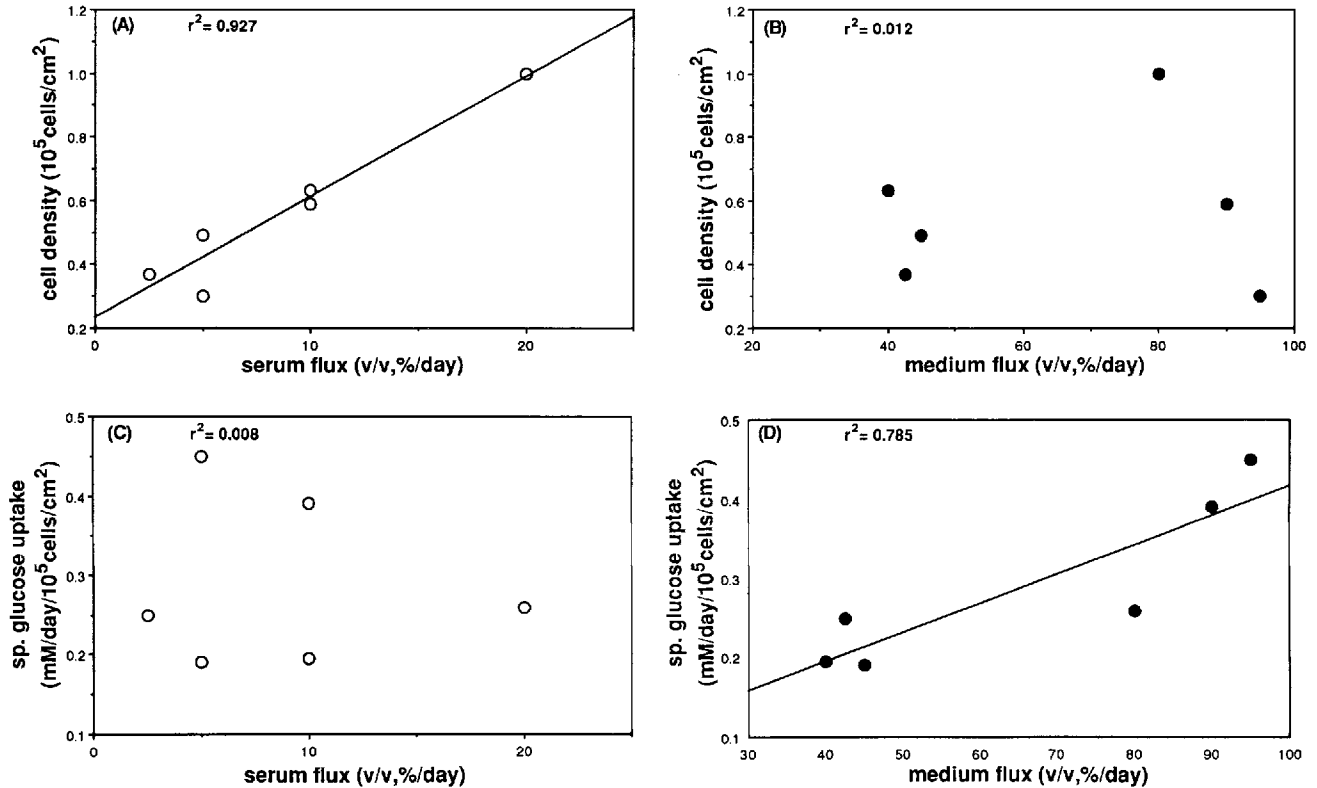 (A) r²= 0.927
1.2
1.0
0.8
0.6
0.4
0.2
cell density (10⁵cells/cm²)
0 10 20
serum flux (v/v,%/day)
(B) r²= 0.012
1.2
1.0
0.8
0.6
0.4
0.2
cell density (10⁵cells/cm²)
20 40 60 80 100
medium flux (v/v,%/day)
(C) r²= 0.008
0.5
0.4
0.3
0.2
0.1
sp. glucose uptake
(mM/day/10⁵cells/cm²)
0 10 20
serum flux (v/v,%/day)
(D) r²= 0.785
0.5
0.4
0.3
0.2
0.1
sp. glucose uptake
(mM/day/10⁵cells/cm²)
30 40 50 60 70 80 90 100
medium flux (v/v,%/day)